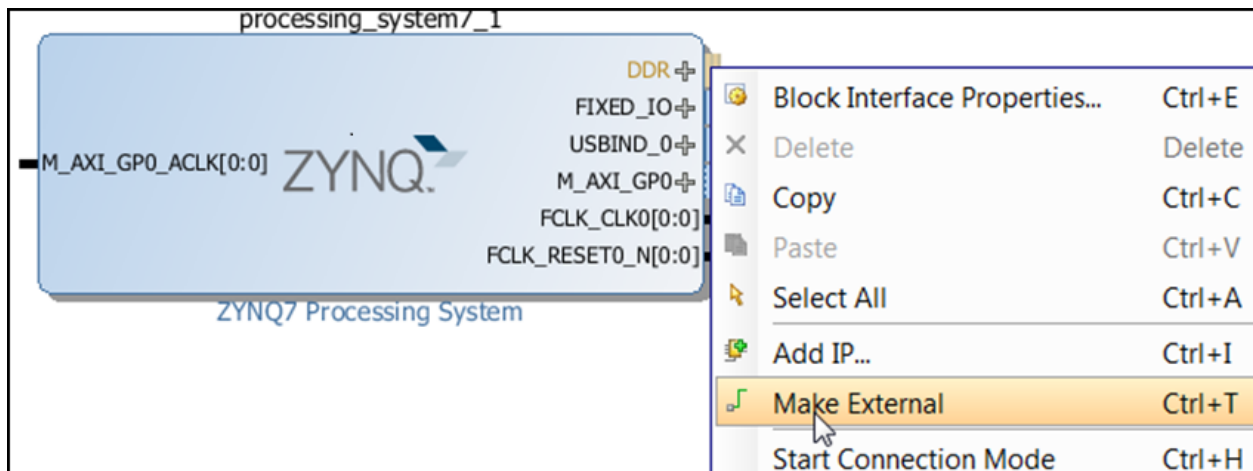 processing_system7_1
DDR
FIXED_IO
USBIND_0
M_AXI_GP0
FCLK_CLK0[0:0]
FCLK_RESET0_N[0:0]
M_AXI_GP0_ACLK[0:0]
ZYNQ
ZYNQ7 Processing System
Block Interface Properties... Ctrl+E
Delete Delete
Copy Ctrl+C
Paste Ctrl+V
Select All Ctrl+A
Add IP... Ctrl+I
Make External Ctrl+T
Start Connection Mode Ctrl+H